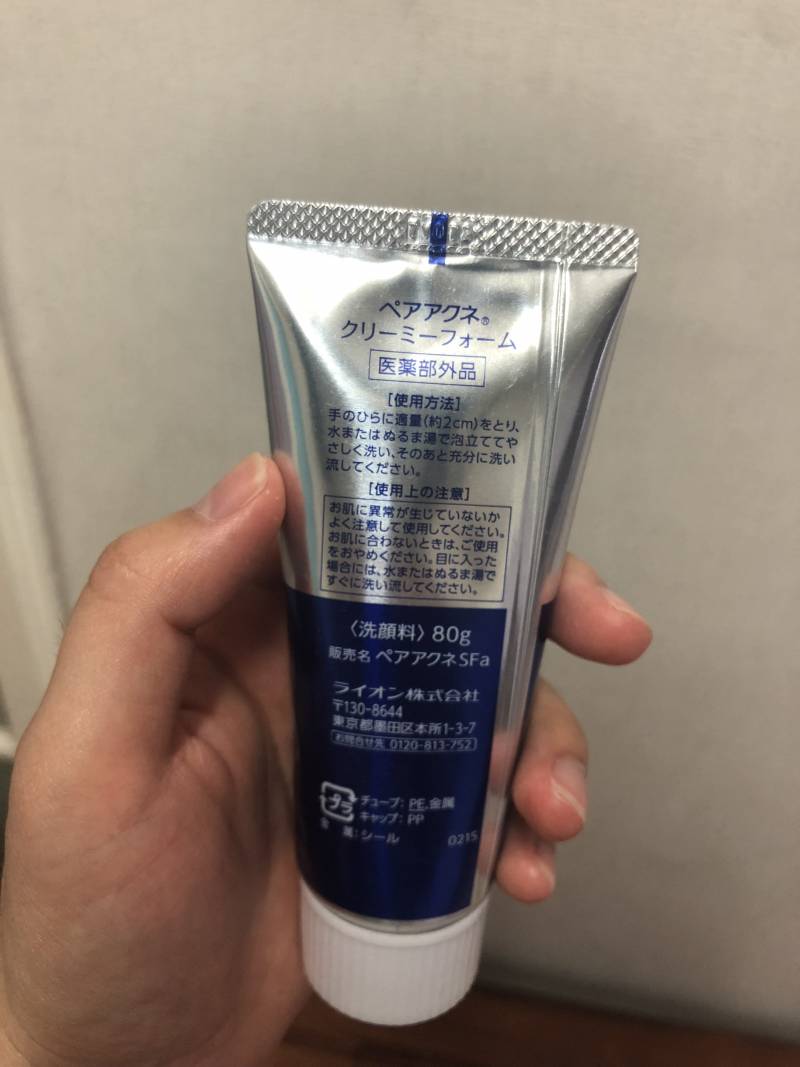 ペアアクネ®
クリーミーフォーム
医薬部外品
[使用方法]
手のひらに適量(約2cm)をとり、
水またはぬるま湯で泡立ててや
さしく洗い、そのあと充分に洗い
流してください。
[使用上の注意]
お肌に異常が生じていないか
よく注意して使用してください。
お肌に合わないときは、ご使用
をおやめください。目に入った
場合には、水またはぬるま湯で
すぐに洗い流してください。
〈洗顔料〉80g
販売名 ペアアクネSFa
ライオン株式会社
〒130-8644
東京都墨田区本所1-3-7
お問合せ先 0120-813-752
プラ
チューブ: PE,金属
キャップ: PP
シール
0215